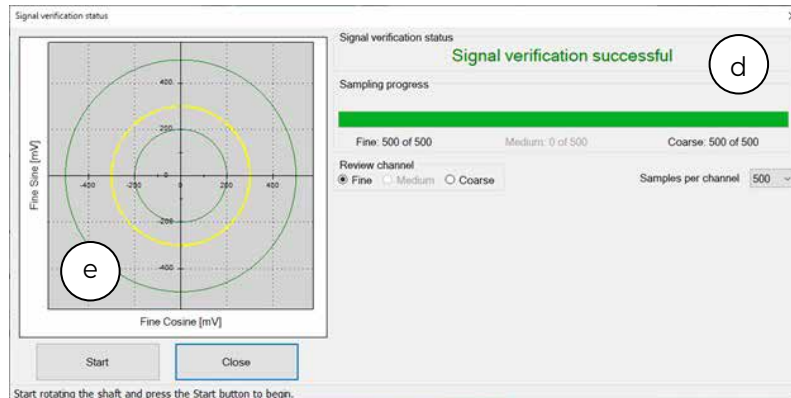 Signal verification status
Signal verification status
Signal verification successful
d
Sampling progress
Fine: 500 of 500 Medium: 0 of 500 Coarse: 500 of 500
Review channel
Fine Medium Coarse
Samples per channel 500
400
200
-400 -200 0 200 400
0
-200
-400
Fine Sine [mV]
e
Fine Cosine [mV]
Start Close
Start rotating the shaft and press the Start button to begin.